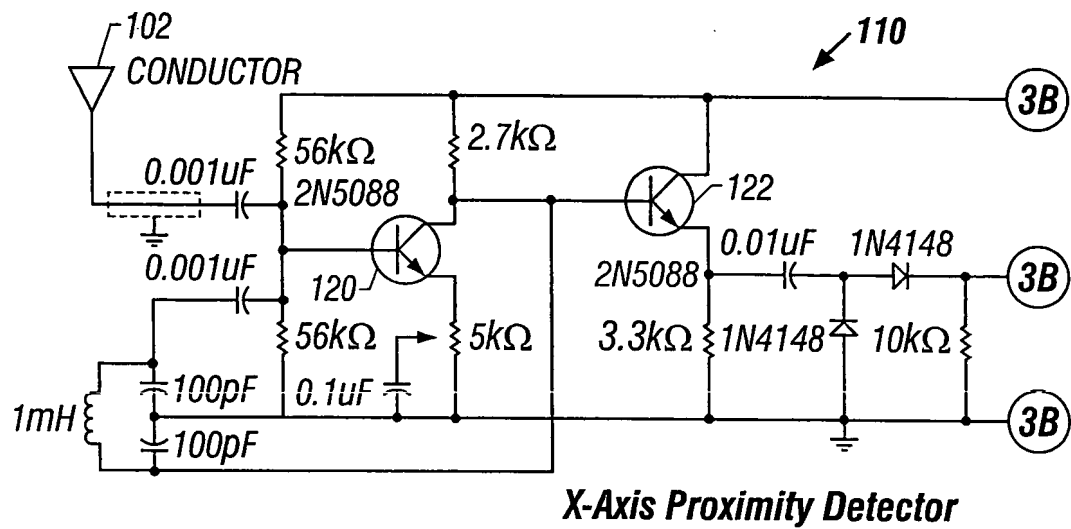 102
CONDUCTOR
110
3B
56kΩ
2.7kΩ
0.001uF
2N5088
122
0.01uF
1N4148
0.001uF
120
2N5088
3B
56kΩ
5kΩ
3.3kΩ
1N4148
10kΩ
100pF
0.1uF
1mH
100pF
3B
X-Axis Proximity Detector